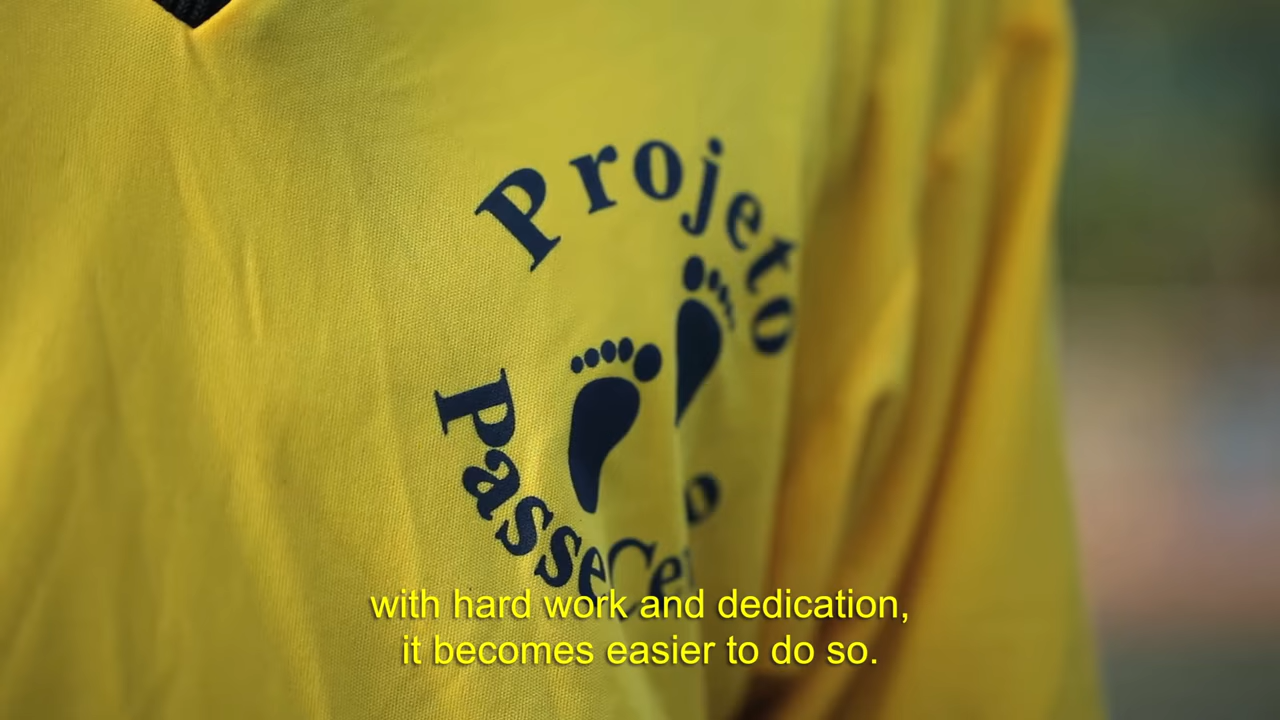 Projeto
Passe
with hard work and dedication,
it becomes easier to do so.